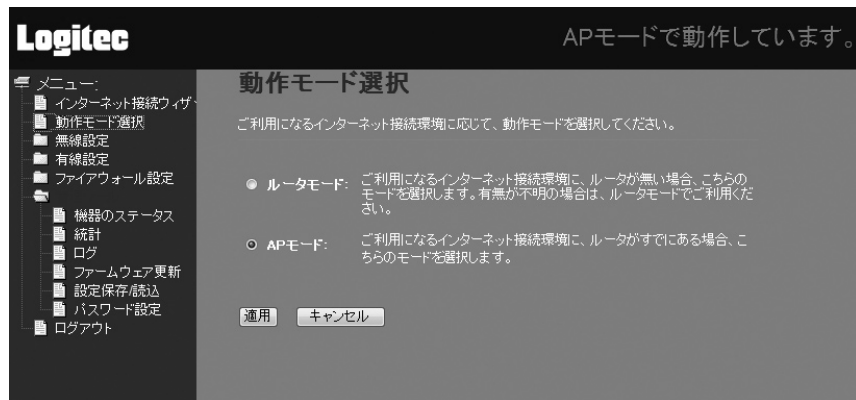 Logitec
APモードで動作しています。
メニュー:
インターネット接続ウィザ
動作モード選択
無線設定
有線設定
ファイアウォール設定
機器のステータス
統計
ログ
ファームウェア更新
設定保存/読込
パスワード設定
ログアウト
動作モード選択
ご利用になるインターネット接続環境に応じて、動作モードを選択してください。
ルータモード: ご利用になるインターネット接続環境に、ルータが無い場合、こちらの
モードを選択します。有無が不明の場合は、ルータモードでご利用くだ
さい。
APモード: ご利用になるインターネット接続環境に、ルータがすでにある場合、こ
ちらのモードを選択します。
適用 キャンセル